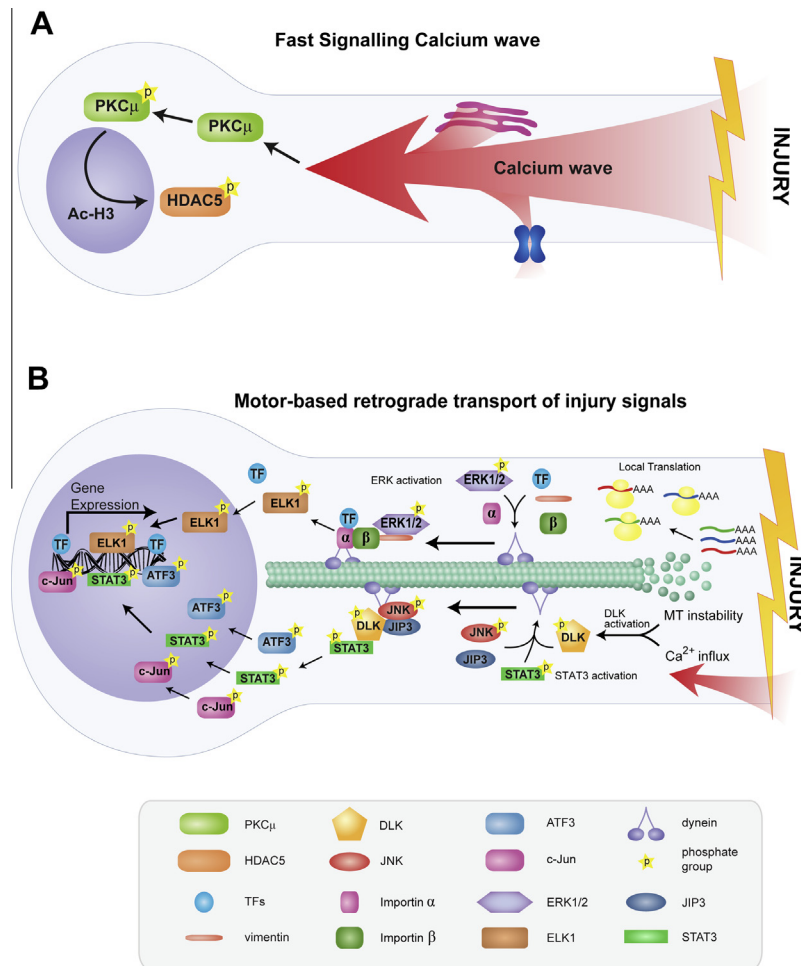 A
Fast Signalling Calcium wave
p
PKCµ
PKCµ
Calcium wave
INJURY
p
HDAC5
Ac-H3
B
Motor-based retrograde transport of injury signals
TF
Gene
Expression
ELK1
p
ELK1
p
TF
ELK1
p
TF
c-Jun
p
STAT3
p
ATF3
p
ERK activation
ERK1/2
p
TF
α
β
TF
α
β
ERK1/2
p
Local Translation
AAA
AAA
AAA
AAA
AAA
AAA
INJURY
ATF3
p
ATF3
p
STAT3
p
STAT3
p
c-Jun
p
c-Jun
p
p
STAT3
p
DLK
JNK
p
JIP3
JNK
p
JIP3
STAT3
p
STAT3 activation
p
DLK
DLK
activation
MT instability
Ca2+ influx
PKCµ
DLK
ATF3
dynein
HDAC5
JNK
c-Jun
p
phosphate
group
TFs
Importin α
ERK1/2
JIP3
vimentin
Importin β
ELK1
STAT3